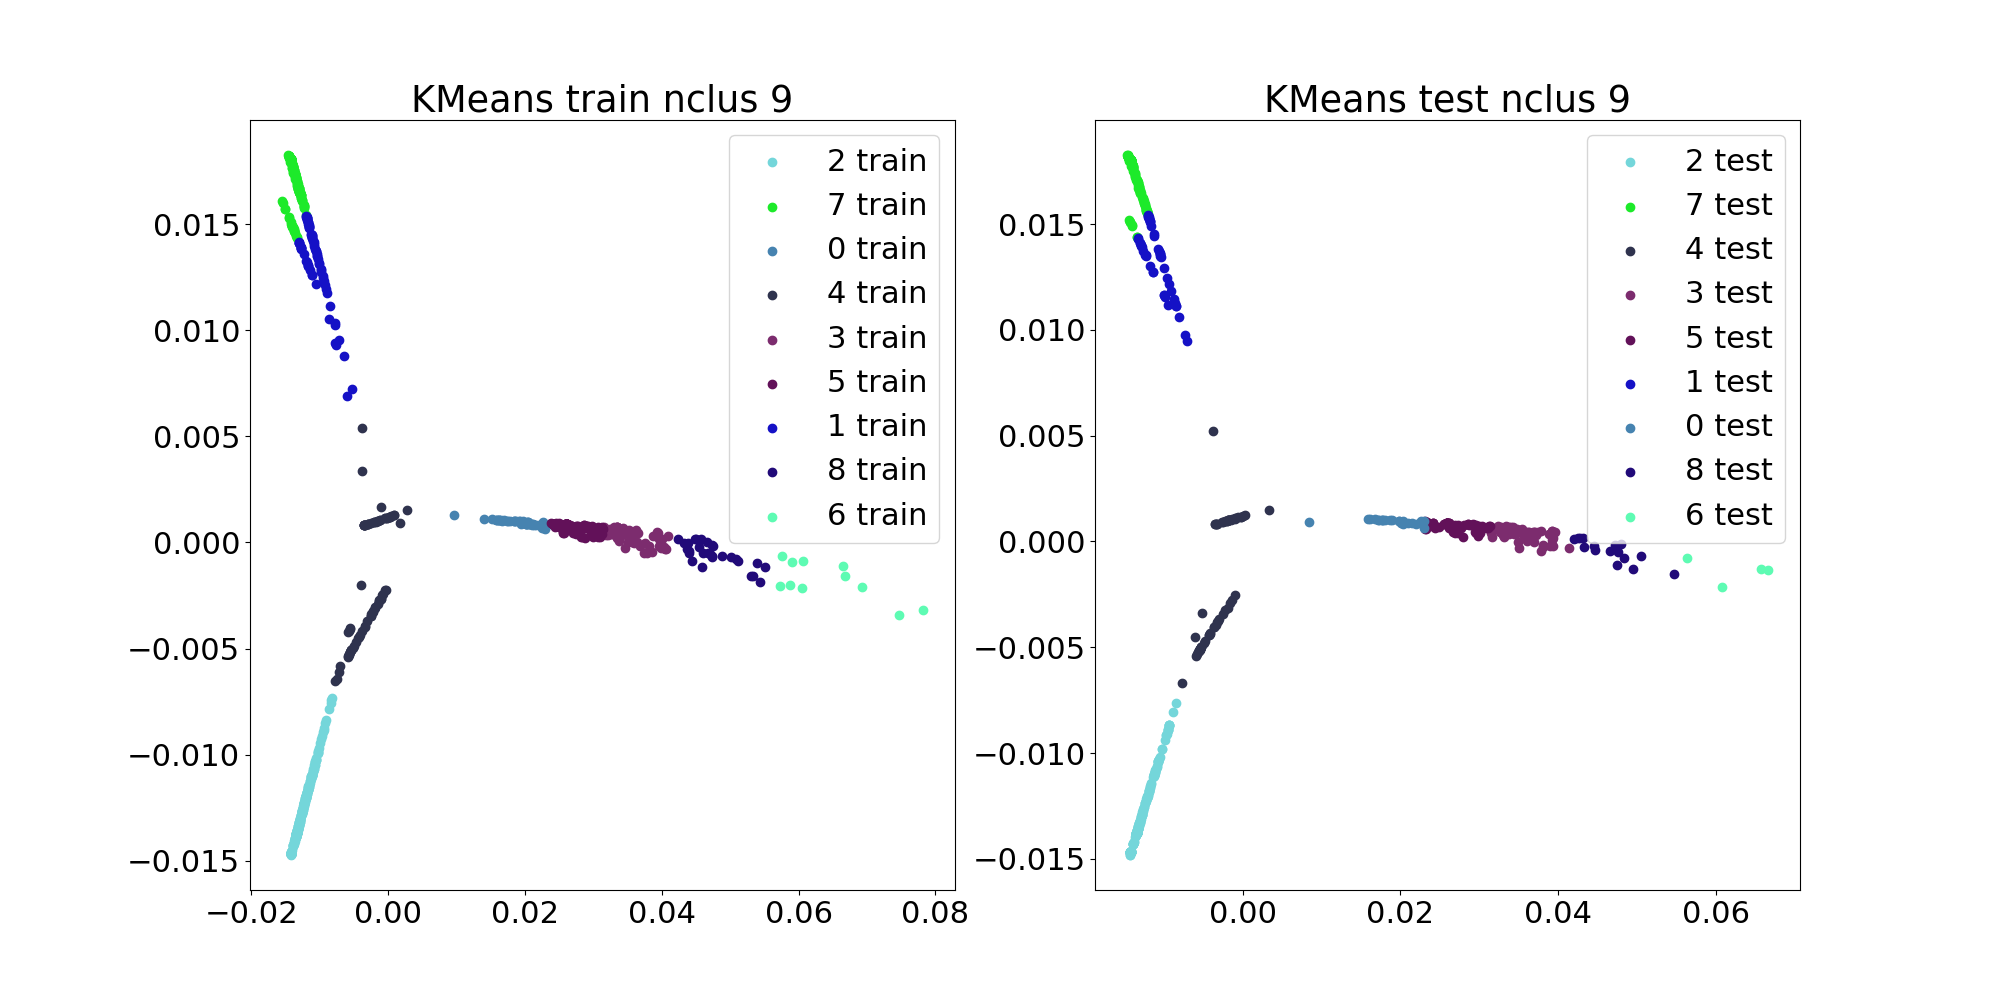 KMeans train nclus 9
2 train
7 train
0 train
4 train
3 train
5 train
1 train
8 train
6 train
0.015
0.010
0.005
0.000
−0.005
−0.010
−0.015
−0.02 0.00 0.02 0.04 0.06 0.08
KMeans test nclus 9
2 test
7 test
4 test
3 test
5 test
1 test
0 test
8 test
6 test
0.015
0.010
0.005
0.000
−0.005
−0.010
−0.015
0.00 0.02 0.04 0.06